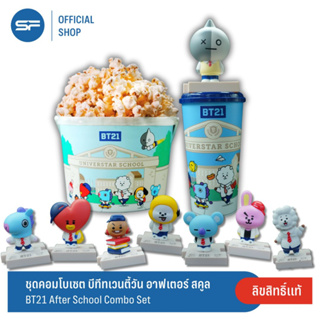 SF
OFFICIAL
SHOP
BT21
UNIVERSTAR SCHOOL
BT21
UNIVERSTAR SCHOOL
ชุดคอมโบเซต บีทีทเวนตี้วัน อาฟเตอร์ สคูล
BT21 After School Combo Set
ลิขสิทธิ์แท้